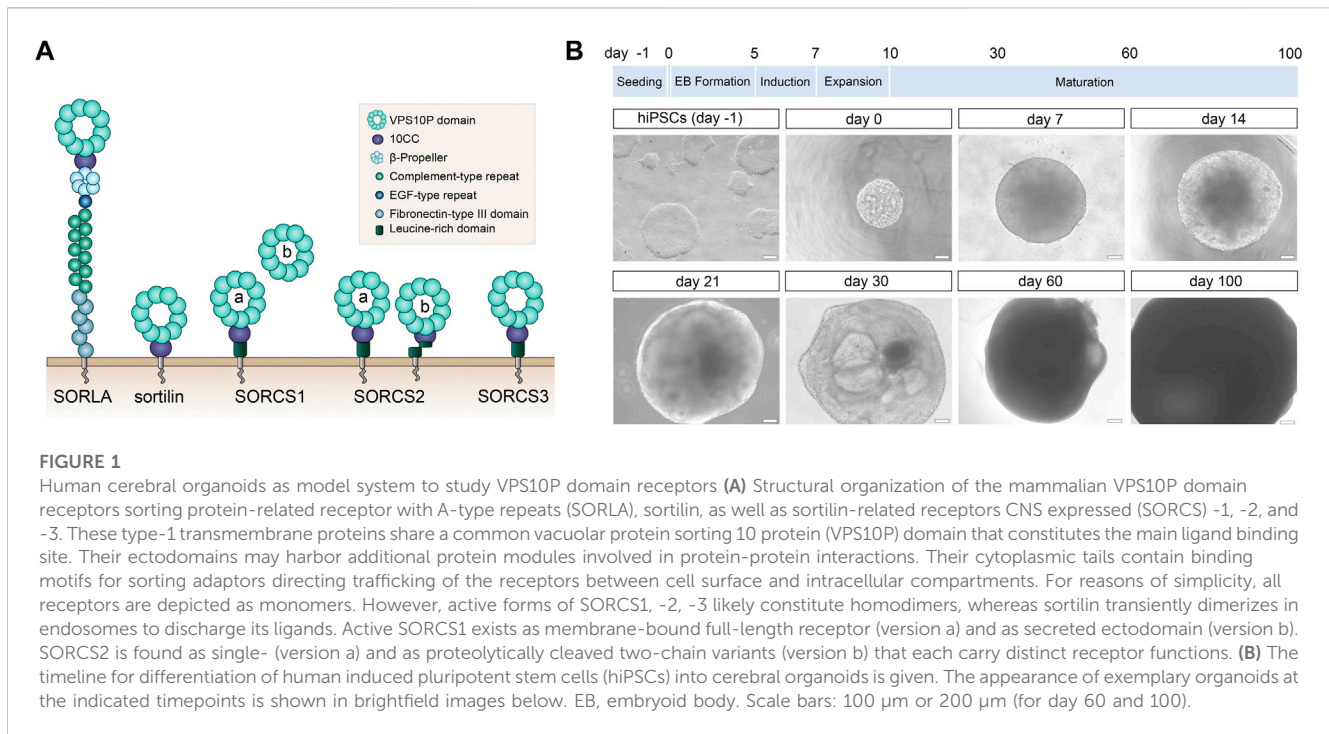 A
VPS10P domain
10CC
β-Propeller
Complement-type repeat
EGF-type repeat
Fibronectin-type III domain
Leucine-rich domain
b
a
a
b
SORLA
sortilin
SORCS1
SORCS2
SORCS3
B
day -1 0 5 7 10 30 60 100
Seeding EB Formation Induction Expansion Maturation
hiPSCs (day -1) day 0 day 7 day 14
day 21 day 30 day 60 day 100
FIGURE 1
Human cerebral organoids as model system to study VPS10P domain receptors (A) Structural organization of the mammalian VPS10P domain
receptors sorting protein-related receptor with A-type repeats (SORLA), sortilin, as well as sortilin-related receptors CNS expressed (SORCS) -1, -2, and
-3. These type-1 transmembrane proteins share a common vacuolar protein sorting 10 protein (VPS10P) domain that constitutes the main ligand binding
site. Their ectodomains may harbor additional protein modules involved in protein-protein interactions. Their cytoplasmic tails contain binding
motifs for sorting adaptors directing trafficking of the receptors between cell surface and intracellular compartments. For reasons of simplicity, all
receptors are depicted as monomers. However, active forms of SORCS1, -2, -3 likely constitute homodimers, whereas sortilin transiently dimerizes in
endosomes to discharge its ligands. Active SORCS1 exists as membrane-bound full-length receptor (version a) and as secreted ectodomain (version b).
SORCS2 is found as single- (version a) and as proteolytically cleaved two-chain variants (version b) that each carry distinct receptor functions. (B) The
timeline for differentiation of human induced pluripotent stem cells (hiPSCs) into cerebral organoids is given. The appearance of exemplary organoids at
the indicated timepoints is shown in brightfield images below. EB, embryoid body. Scale bars: 100 μm or 200 μm (for day 60 and 100).